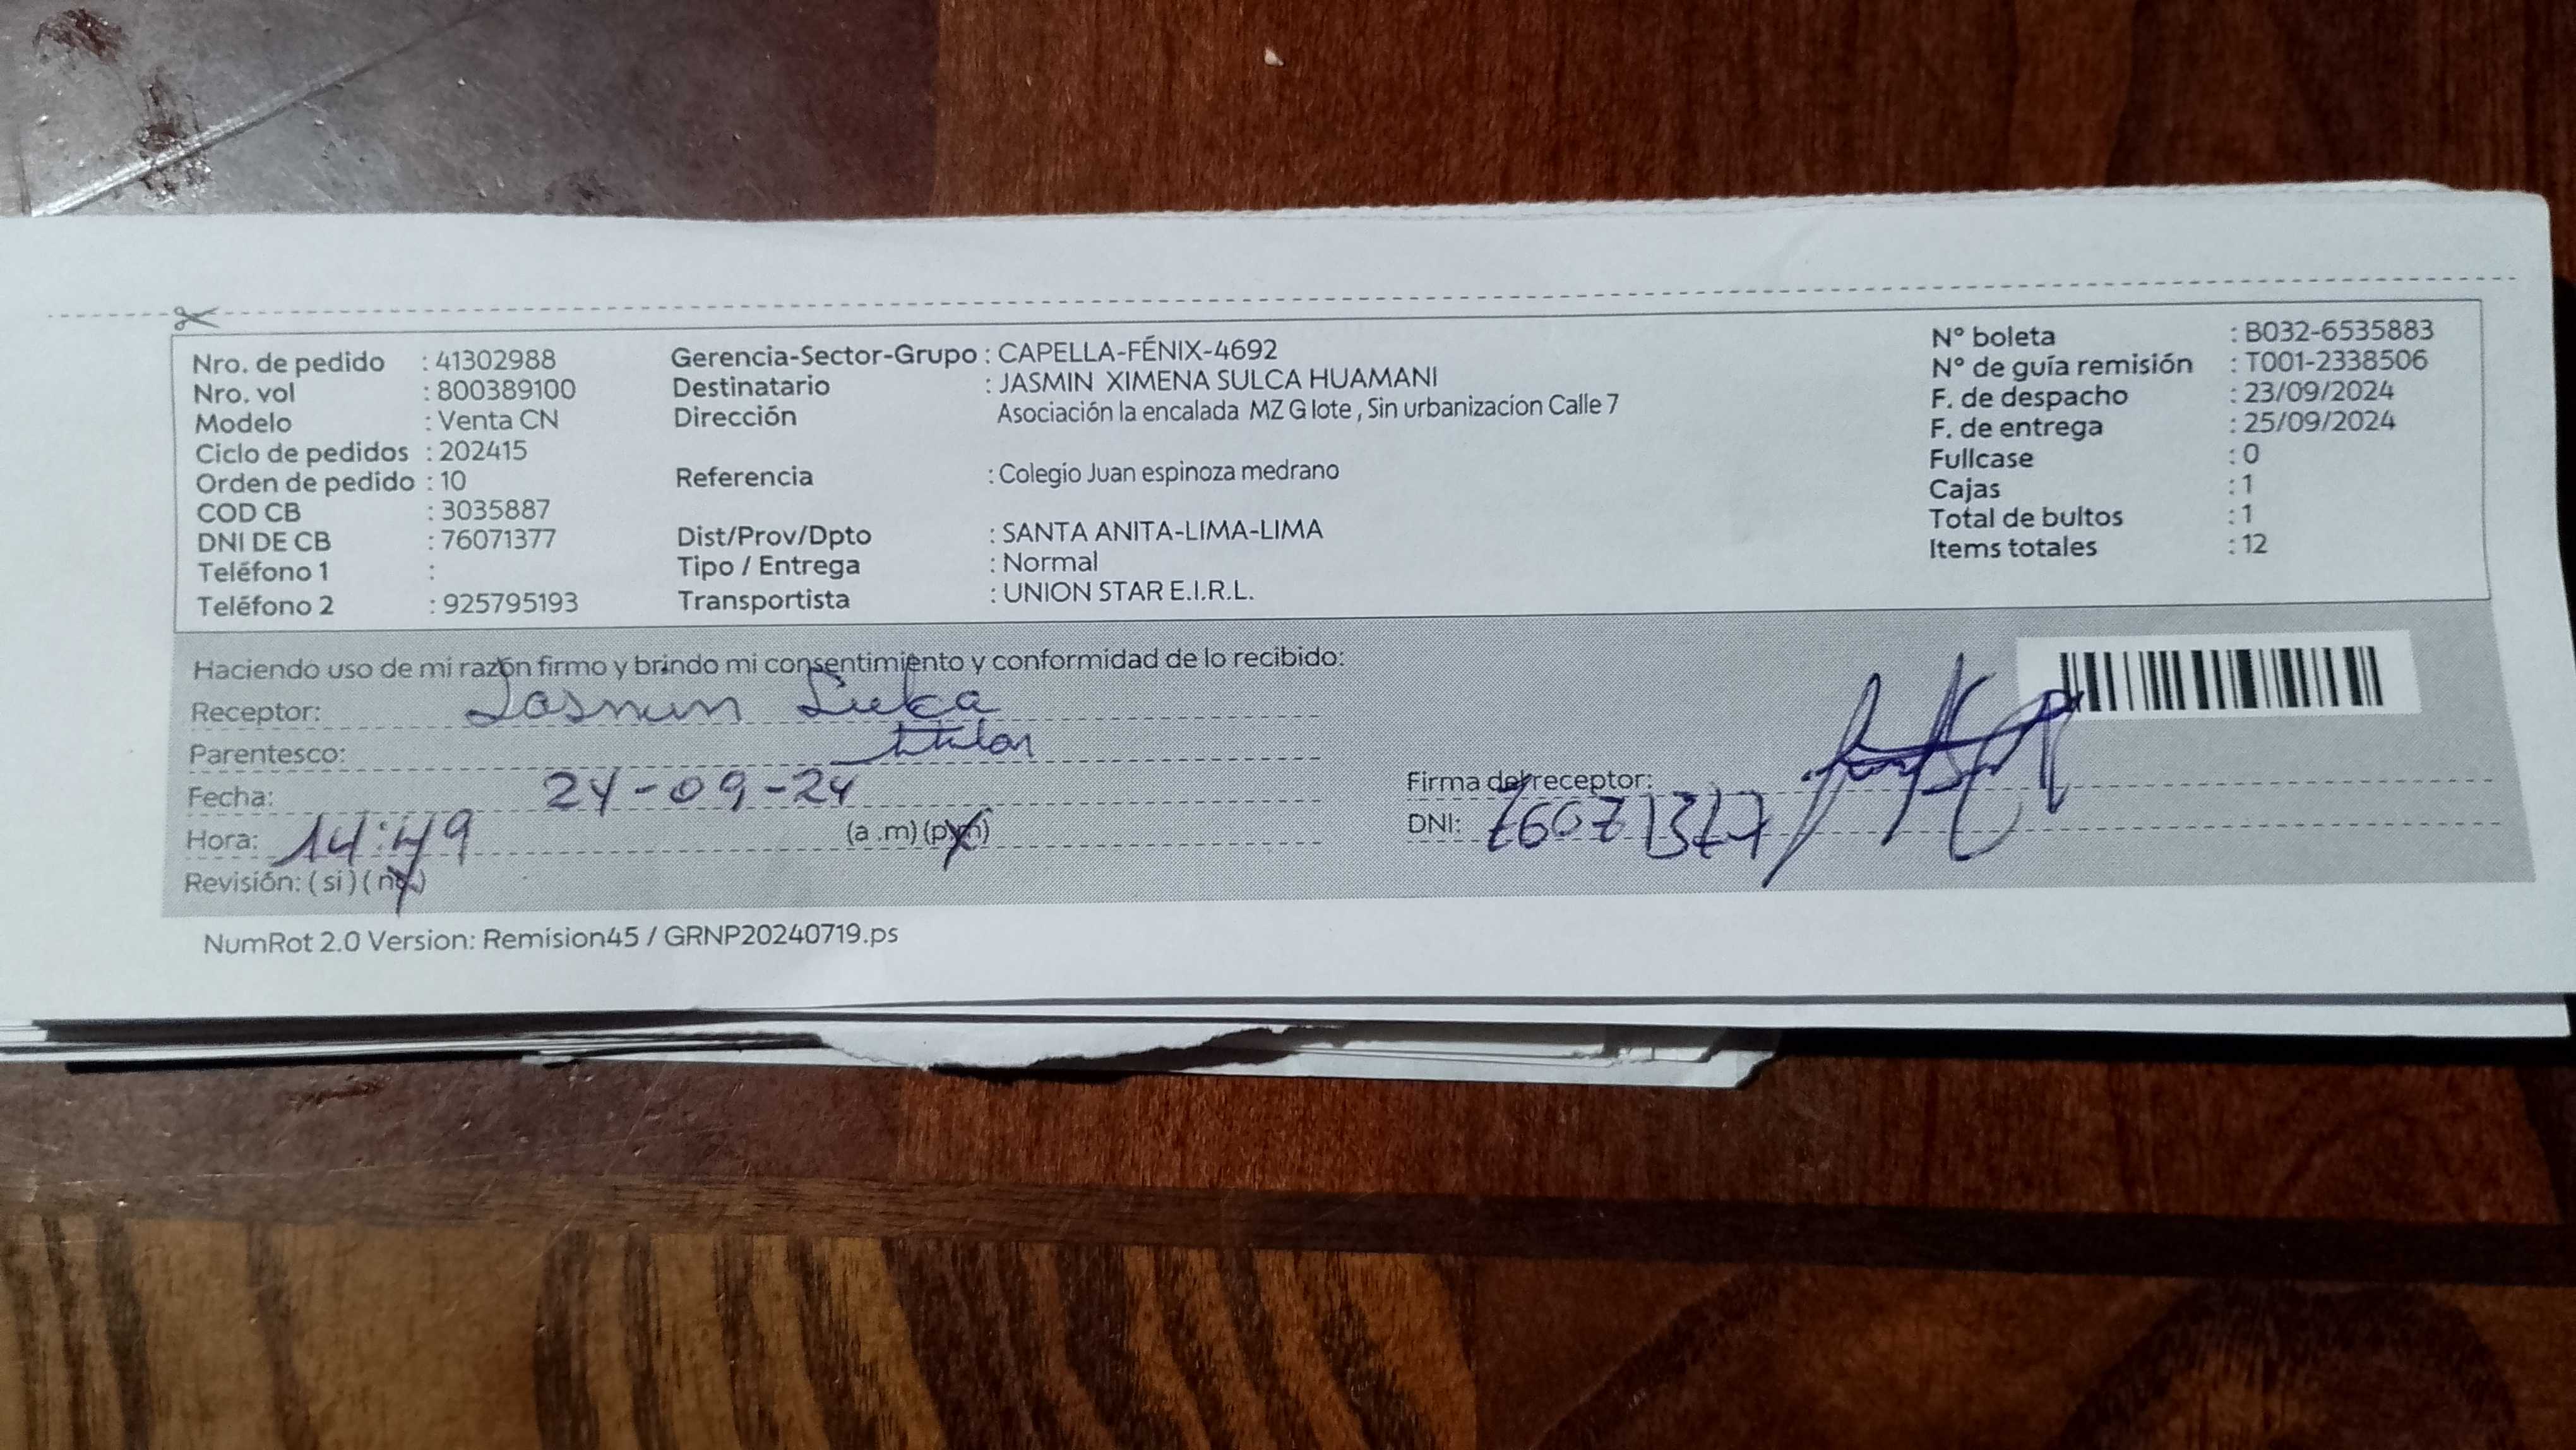 Nro. de pedido : 41302988
Nro. vol : 800389100
Modelo : Venta CN
Ciclo de pedidos : 202415
Orden de pedido : 10
COD CB : 3035887
DNI DE CB : 76071377
Teléfono 1 :
Teléfono 2 : 925795193
Gerencia-Sector-Grupo : CAPELLA-FÉNIX-4692
Destinatario : JASMIN XIMENA SULCA HUAMANI
Dirección Asociación la encalada MZ G lote , Sin urbanizacion Calle 7
Referencia : Colegio Juan espinoza medrano
Dist/Prov/Dpto : SANTA ANITA-LIMA-LIMA
Tipo / Entrega : Normal
Transportista : UNION STAR E.I.R.L.
N° boleta : B032-6535883
N° de guía remisión : T001-2338506
F. de despacho : 23/09/2024
F. de entrega : 25/09/2024
Fullcase : 0
Cajas : 1
Total de bultos : 1
Items totales : 12
Haciendo uso de mi razón firmo y brindo mi consentimiento y conformidad de lo recibido:
Receptor: Jasmin Sulca
Parentesco: titular
Fecha: 24-09-24
Hora: 14:49 (a .m) (p.m)
Revisión: ( si ) ( no )
Firma del receptor:
DNI: 76071377
NumRot 2.0 Version: Remision45 / GRNP20240719.ps